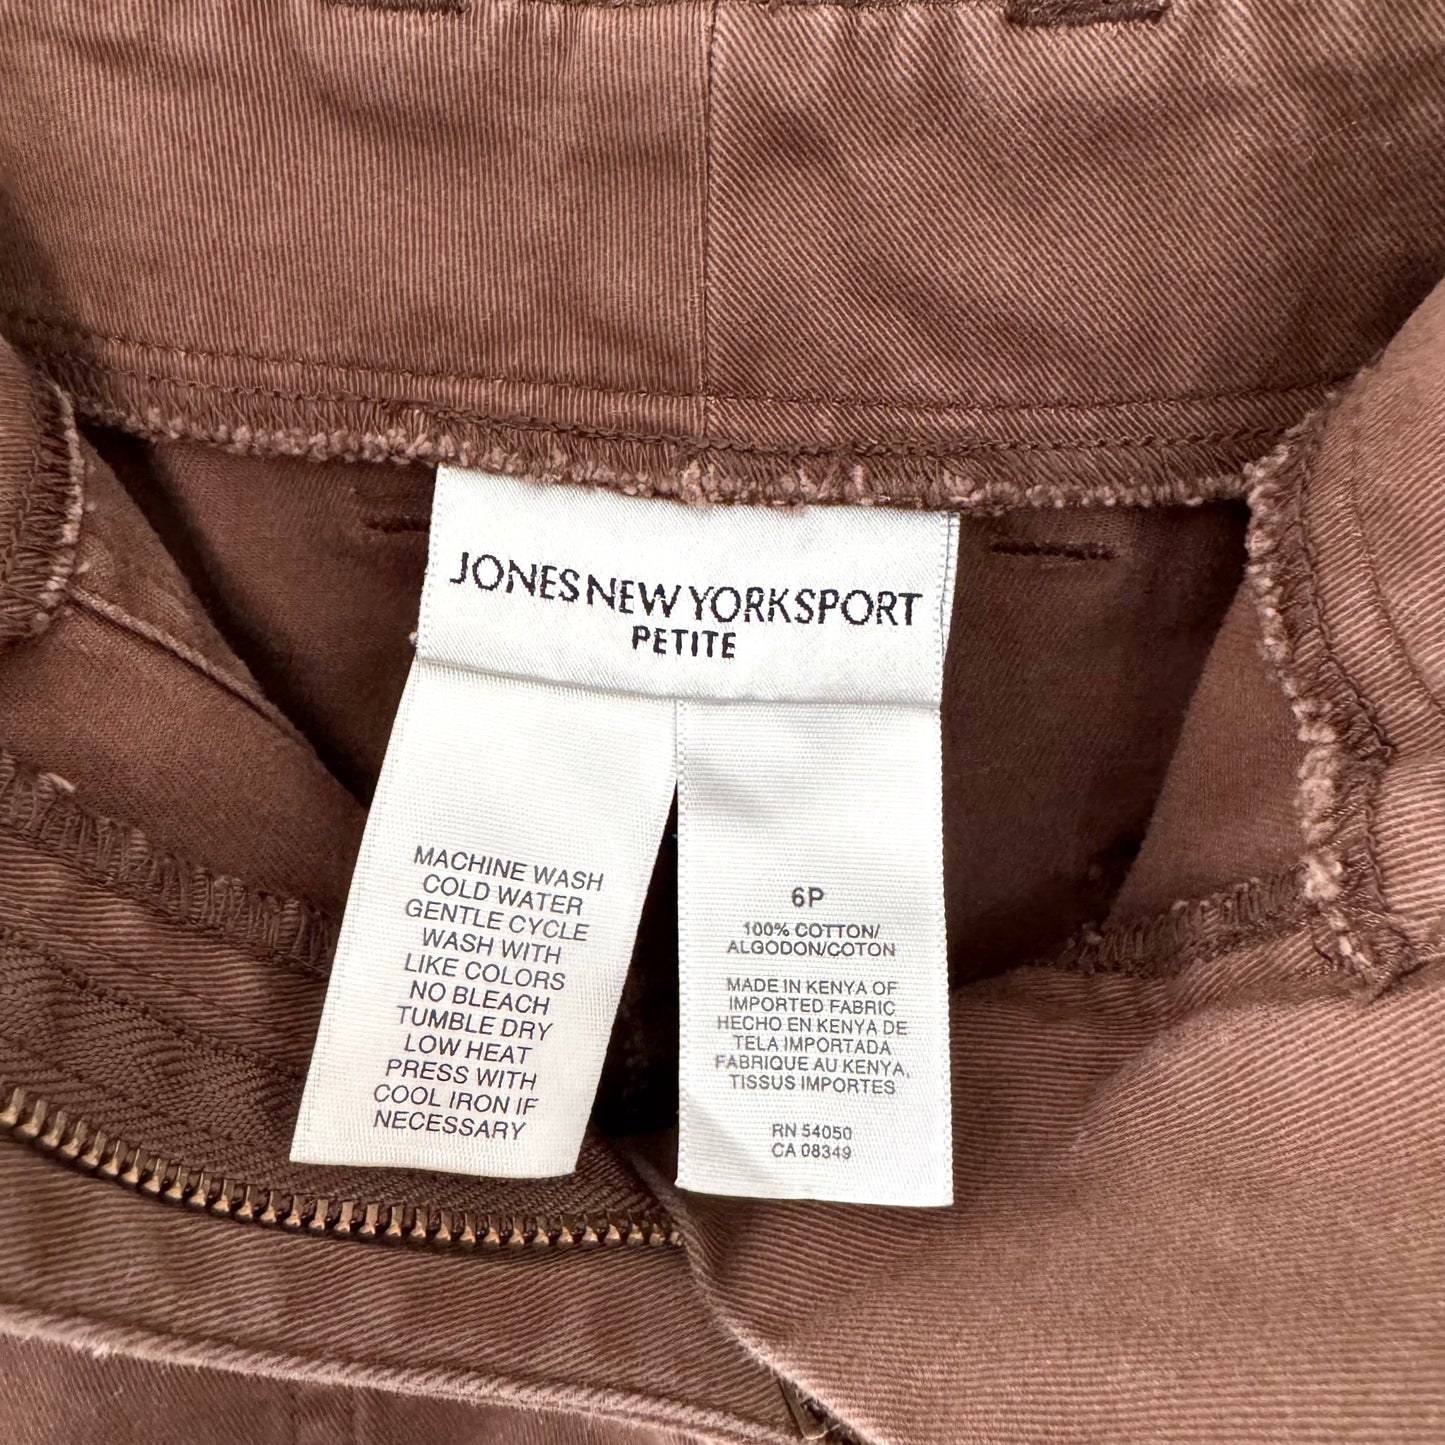 JONES NEW YORK SPORT
PETITE
MACHINE WASH
COLD WATER
GENTLE CYCLE
WASH WITH
LIKE COLORS
NO BLEACH
TUMBLE DRY
LOW HEAT
PRESS WITH
COOL IRON IF
NECESSARY
6P
100% COTTON/
ALGODON/COTON
MADE IN KENYA OF
IMPORTED FABRIC
HECHO EN KENYA DE
TELA IMPORTADA
FABRIQUE AU KENYA,
TISSUS IMPORTES
RN 54050
CA 08349